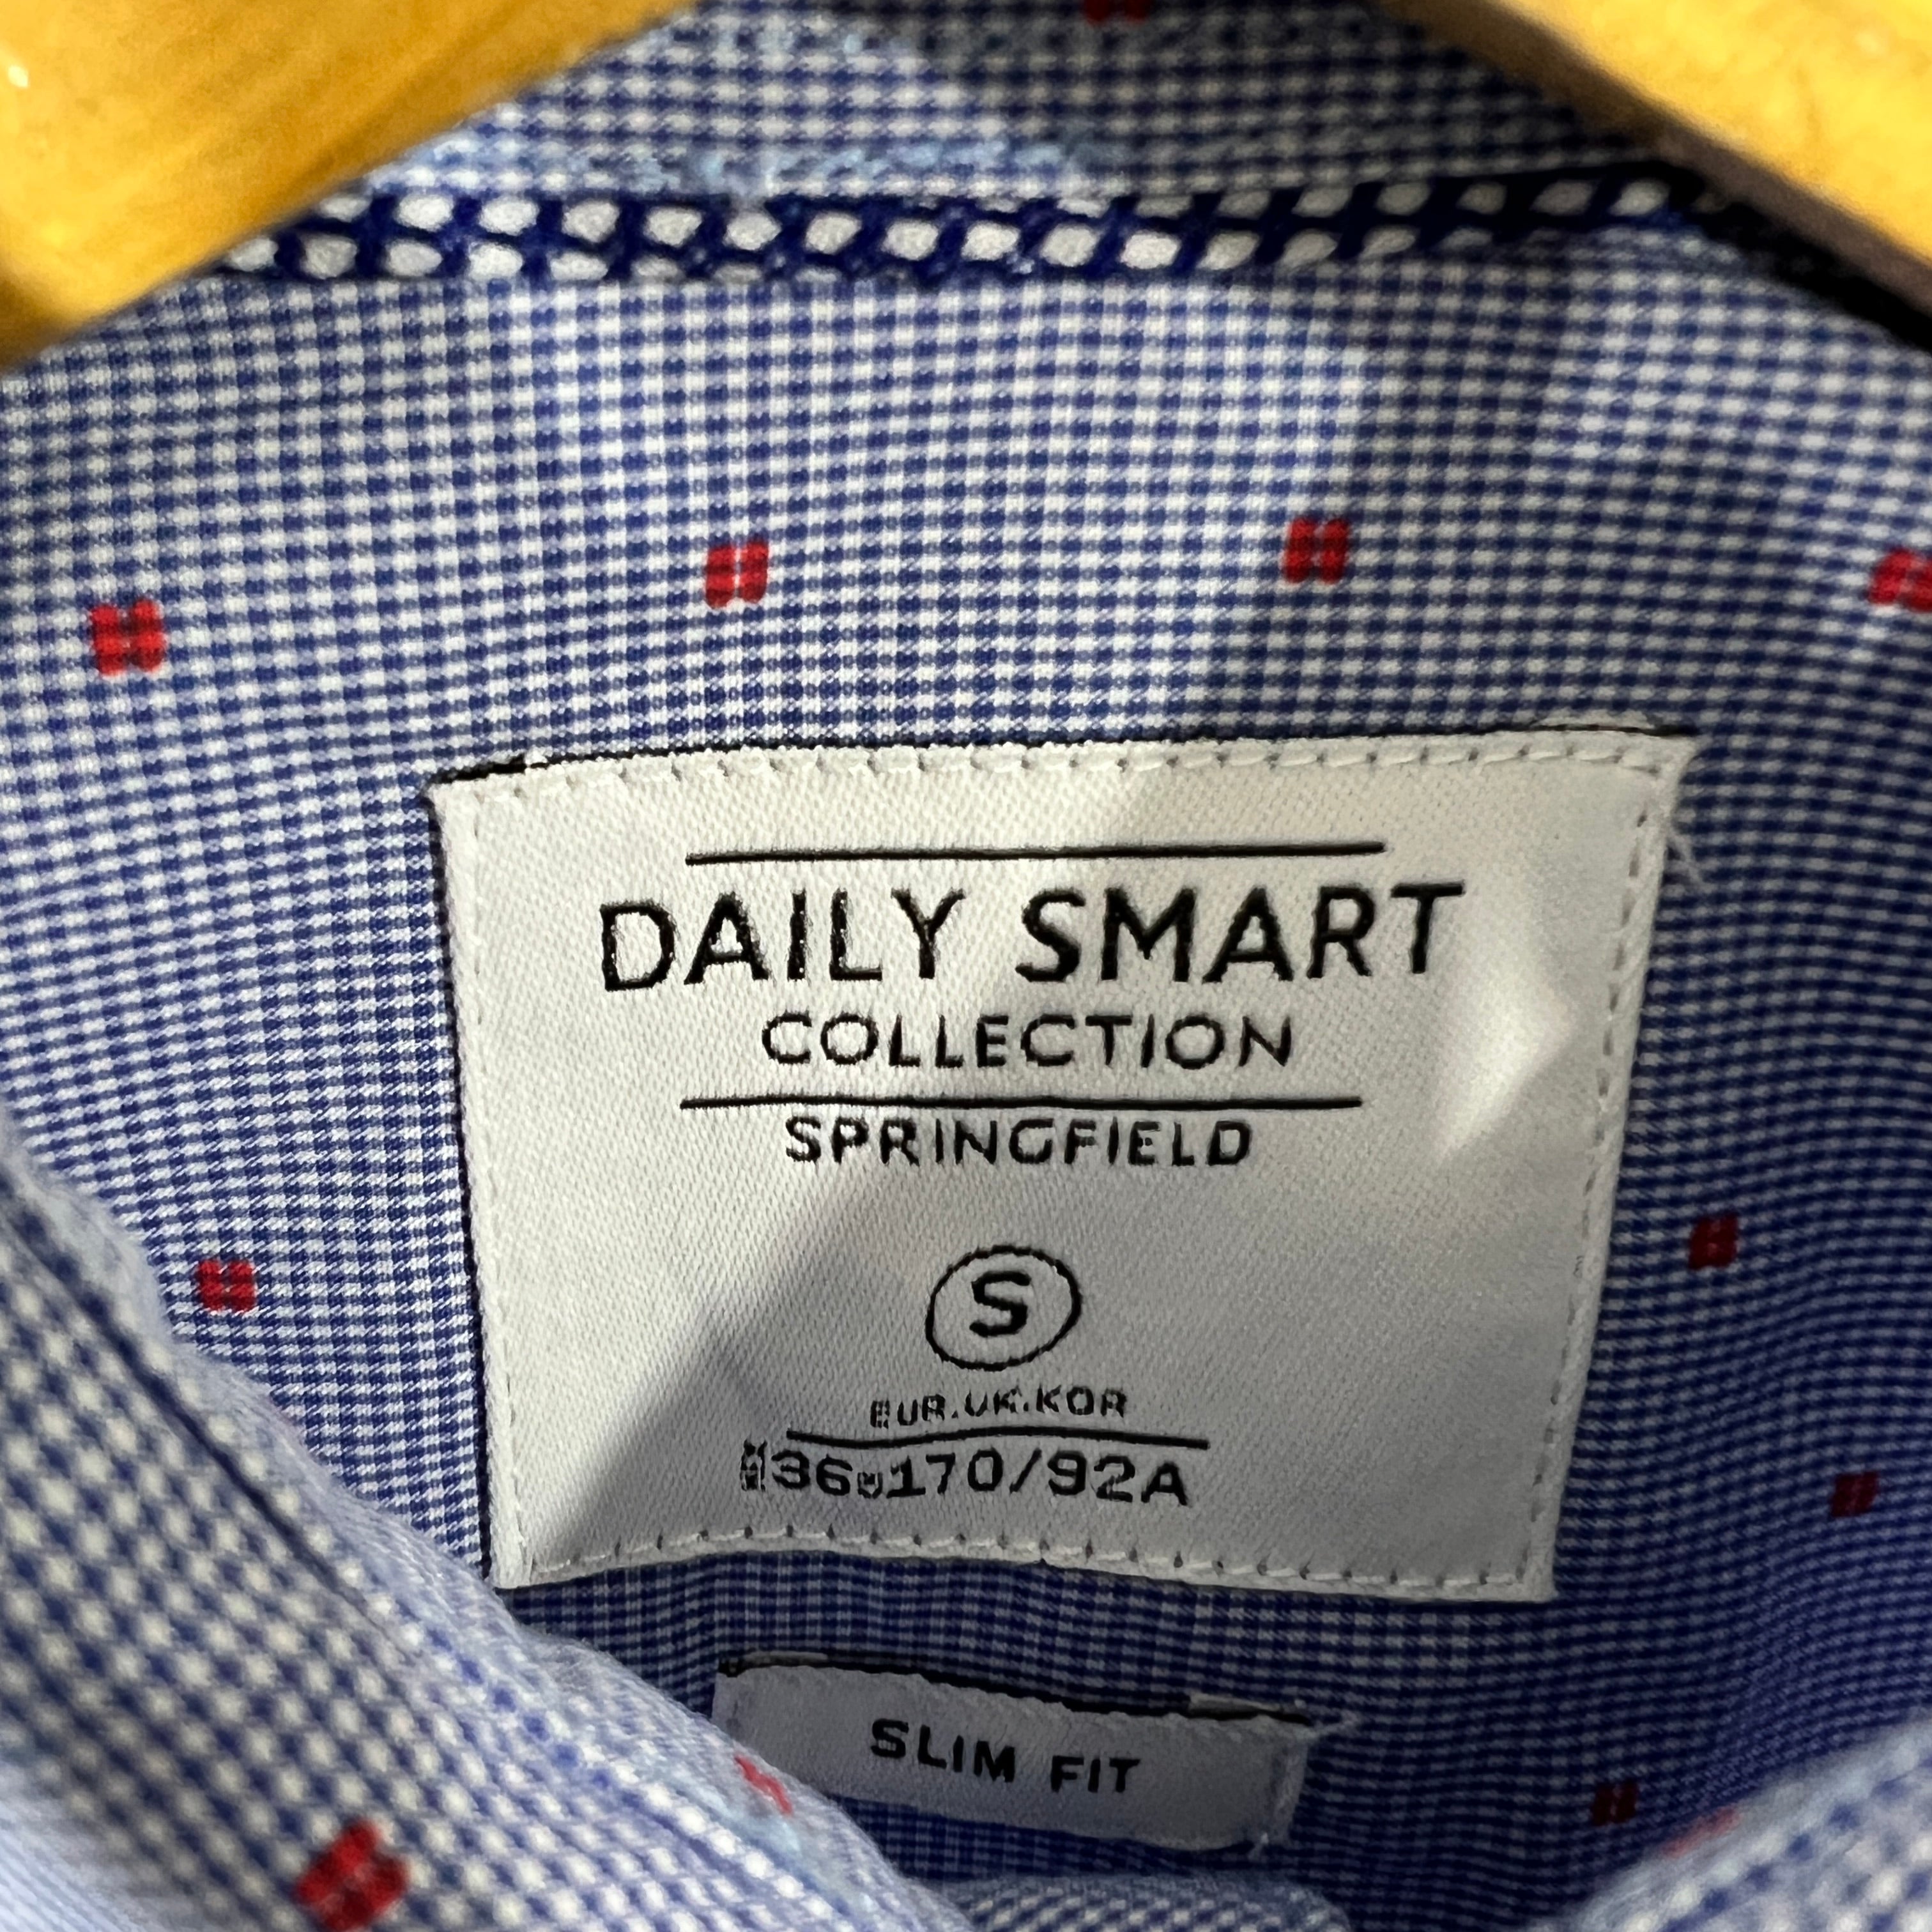 DAILY SMART
COLLECTION
SPRINGFIELD
S
EUR.UK.KOR
36 170/92A
SLIM FIT